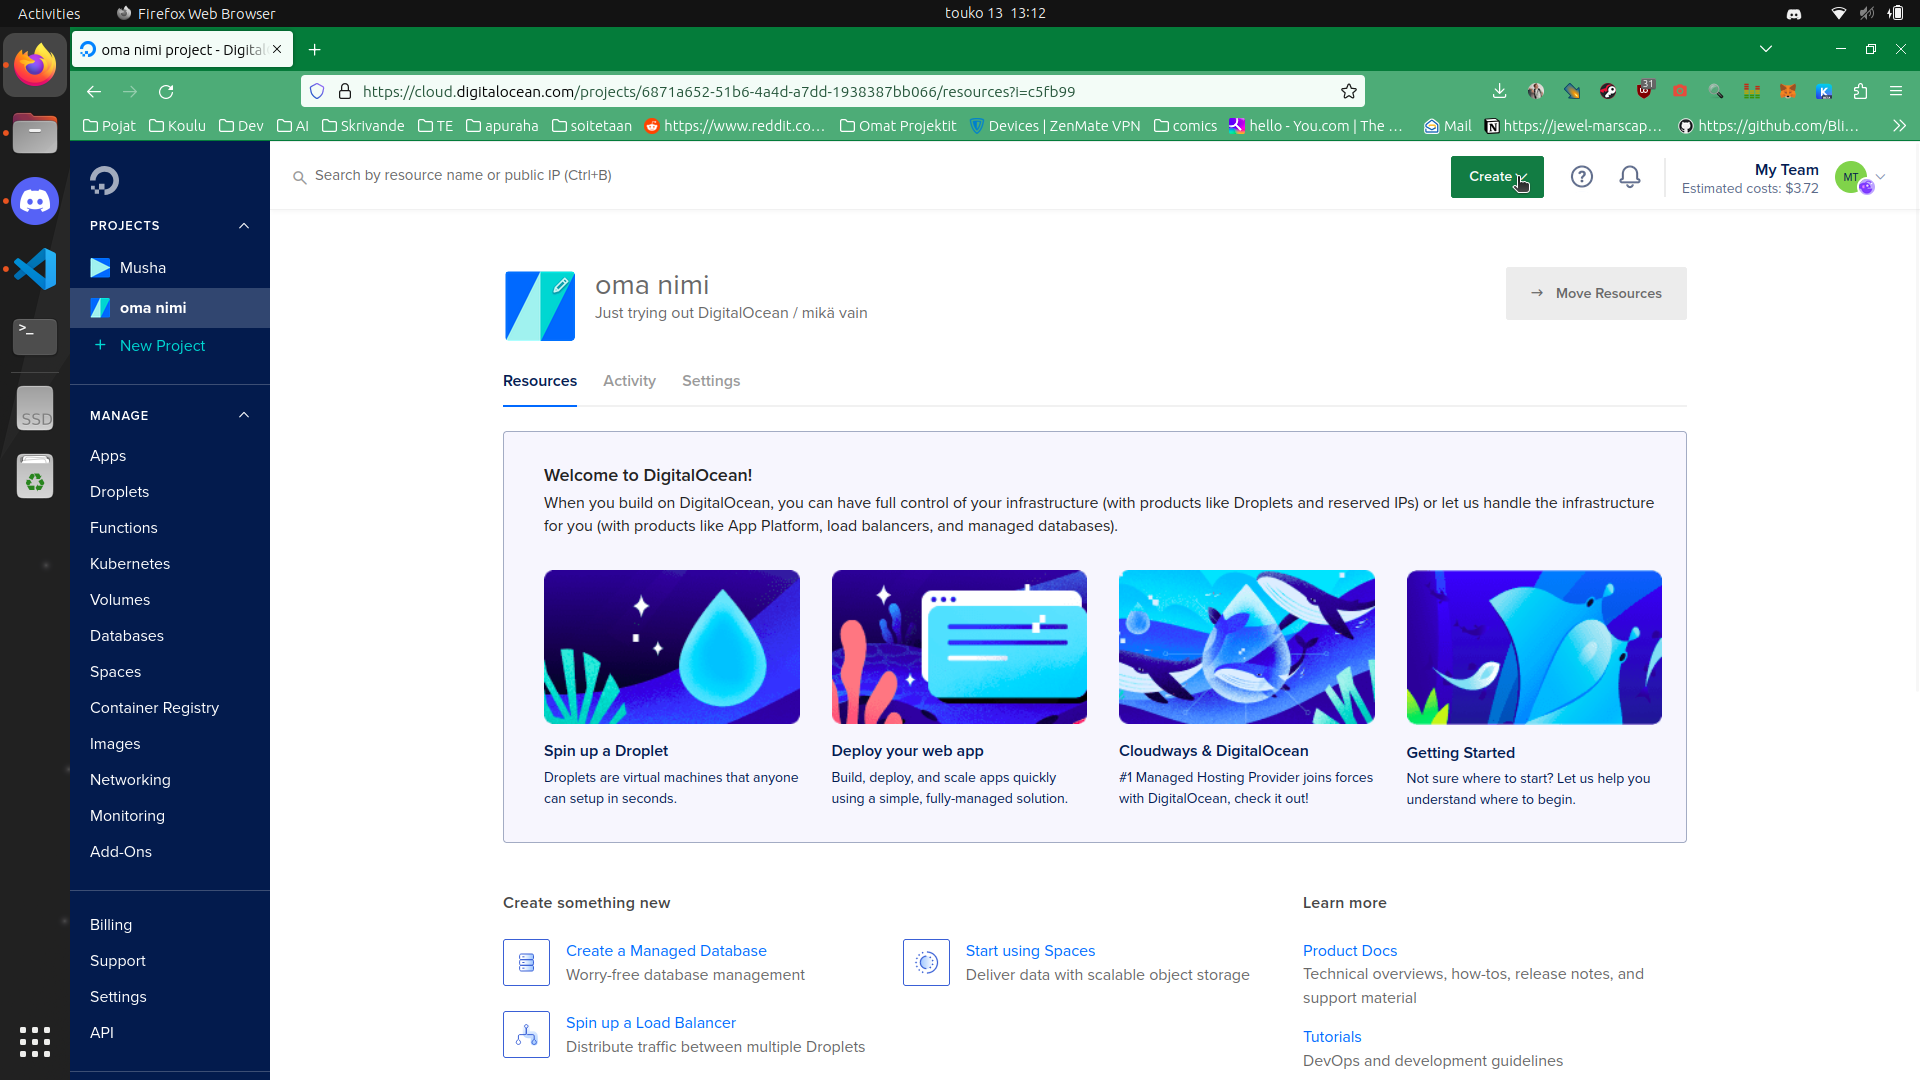 Activities
Firefox Web Browser
touko 13 13:12
oma nimi project - Digital
https://cloud.digitalocean.com/projects/6871a652-51b6-4a4d-a7dd-1938387bb066/resources?i=c5fb99
31
Pojat
Koulu
Dev
AI
Skrivande
TE
apuraha
soitetaan
https://www.reddit.co...
Omat Projektit
Devices | ZenMate VPN
comics
hello - You.com | The ...
Mail
https://jewel-marscap...
https://github.com/Bli...
SSD
PROJECTS
Musha
oma nimi
+ New Project
MANAGE
Apps
Droplets
Functions
Kubernetes
Volumes
Databases
Spaces
Container Registry
Images
Networking
Monitoring
Add-Ons
Billing
Support
Settings
API
Search by resource name or public IP (Ctrl+B)
Create
My Team
Estimated costs: $3.72
MT
oma nimi
Just trying out DigitalOcean / mikä vain
→ Move Resources
Resources
Activity
Settings
Welcome to DigitalOcean!
When you build on DigitalOcean, you can have full control of your infrastructure (with products like Droplets and reserved IPs) or let us handle the infrastructure
for you (with products like App Platform, load balancers, and managed databases).
Spin up a Droplet
Droplets are virtual machines that anyone
can setup in seconds.
Deploy your web app
Build, deploy, and scale apps quickly
using a simple, fully-managed solution.
Cloudways & DigitalOcean
#1 Managed Hosting Provider joins forces
with DigitalOcean, check it out!
Getting Started
Not sure where to start? Let us help you
understand where to begin.
Create something new
Create a Managed Database
Worry-free database management
Start using Spaces
Deliver data with scalable object storage
Spin up a Load Balancer
Distribute traffic between multiple Droplets
Learn more
Product Docs
Technical overviews, how-tos, release notes, and
support material
Tutorials
DevOps and development guidelines